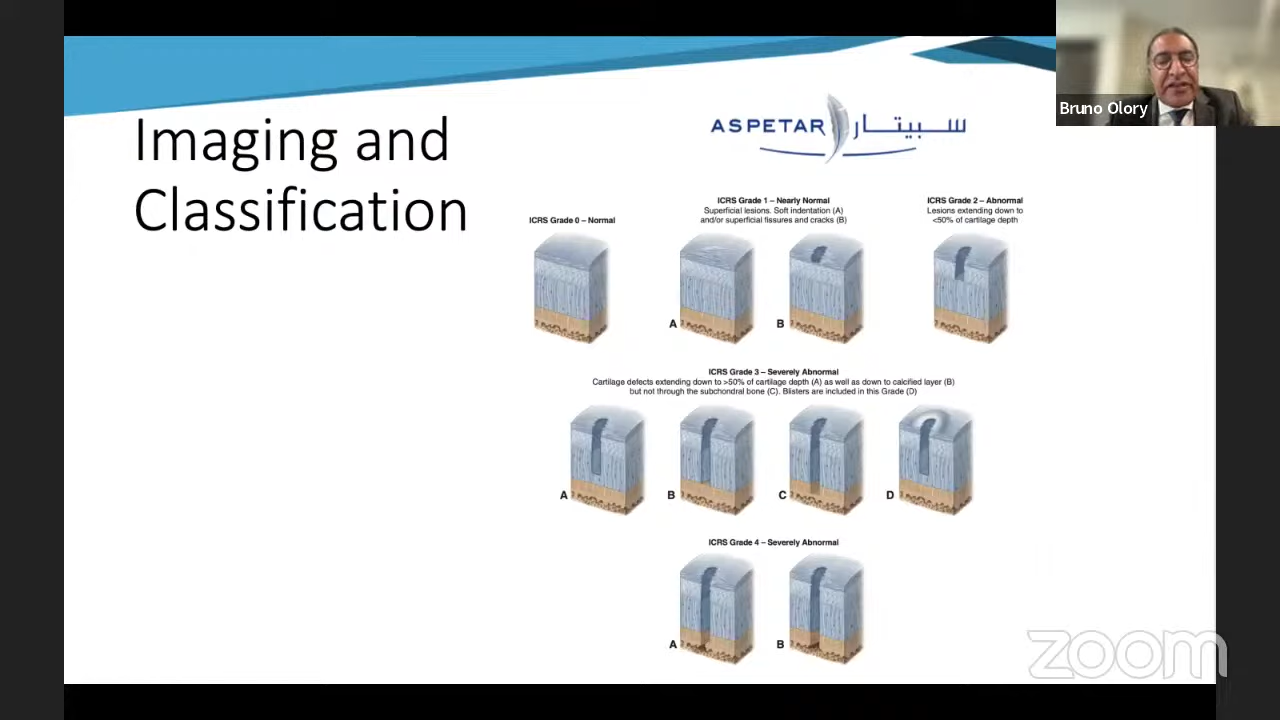 Bruno Olory
Imaging and
Classification
ASPETAR سبيتار
ICRS Grade 0 – Normal
ICRS Grade 1 – Nearly Normal
Superficial lesions. Soft indentation (A)
and/or superficial fissures and cracks (B)
ICRS Grade 2 – Abnormal
Lesions extending down to
<50% of cartilage depth
A
B
ICRS Grade 3 – Severely Abnormal
Cartilage defects extending down to >50% of cartilage depth (A) as well as down to calcified layer (B)
but not through the subchondral bone (C). Blisters are included in this Grade (D)
A
B
C
D
ICRS Grade 4 – Severely Abnormal
A
B
zoom